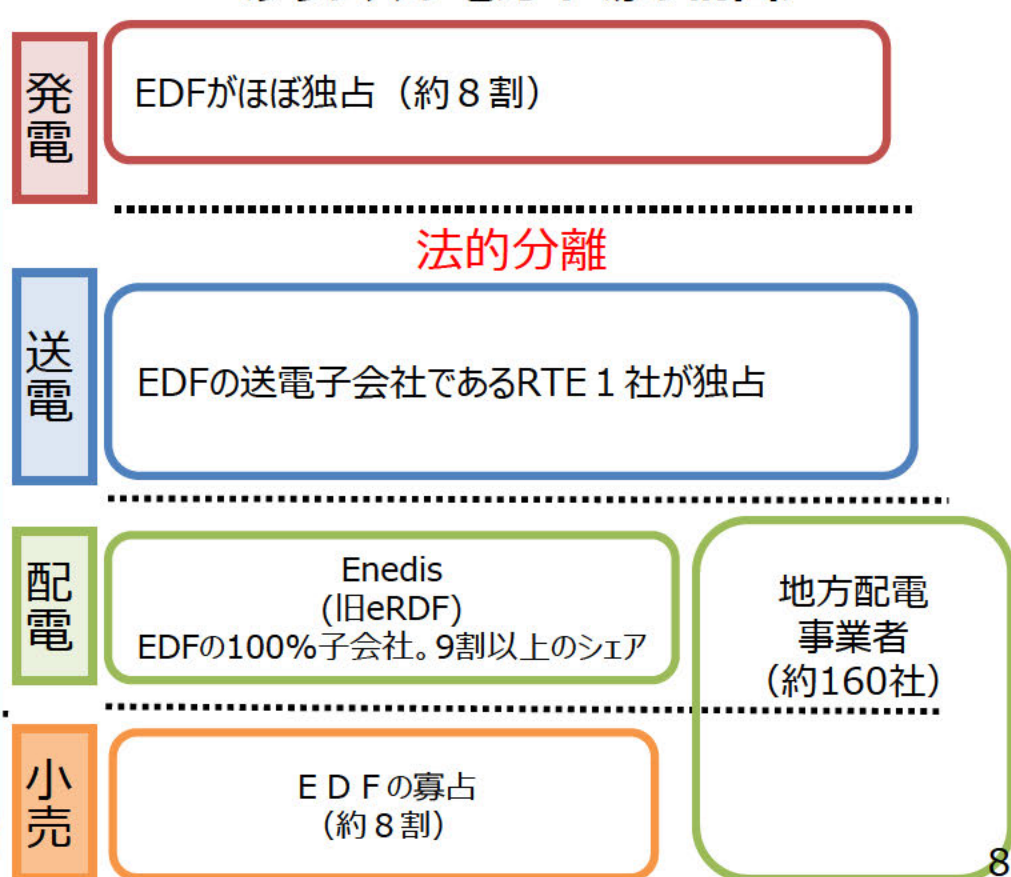 発電
EDFがほぼ独占（約８割）
法的分離
送電
EDFの送電子会社であるRTE１社が独占
配電
Enedis
(旧eRDF)
EDFの100%子会社。9割以上のシェア
地方配電
事業者
（約160社）
小売
ＥＤＦの寡占
（約８割）
8